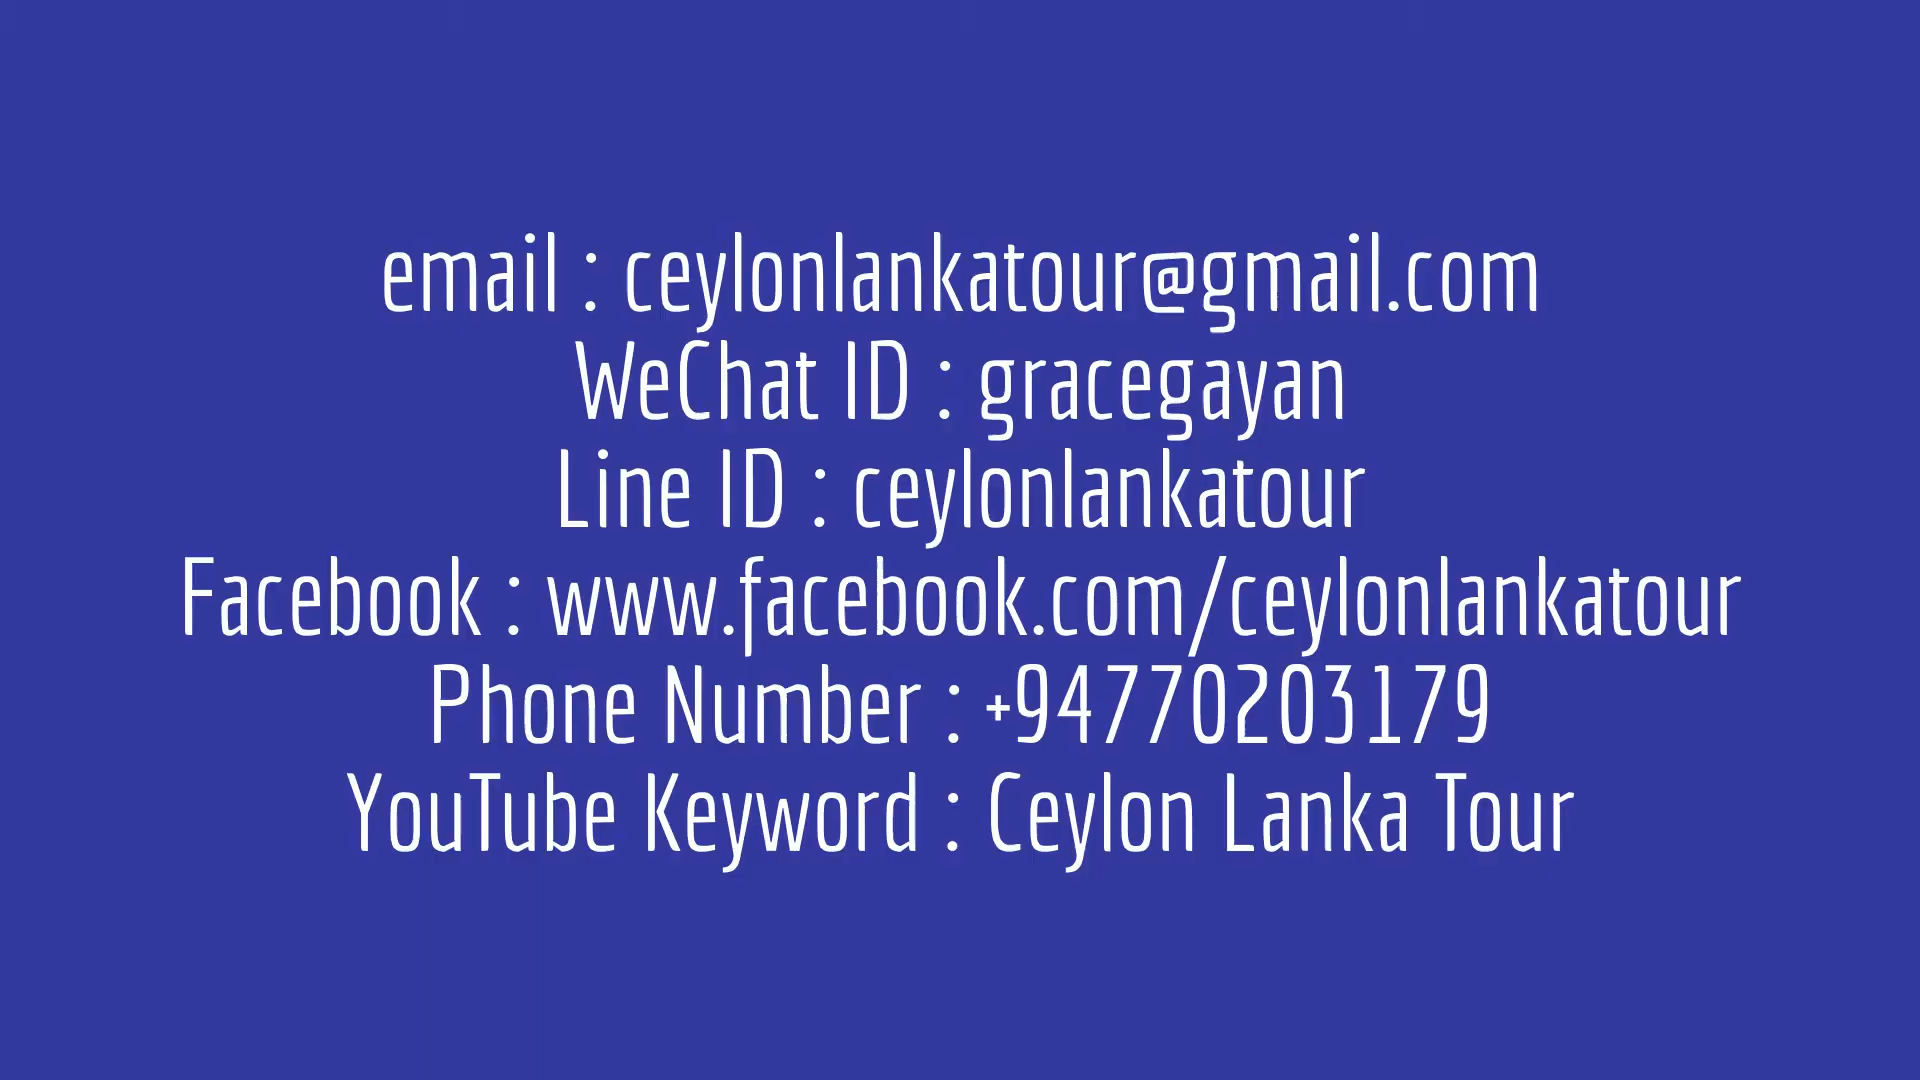 email : ceylonlankatour@gmail.com
WeChat ID : gracegayan
Line ID : ceylonlankatour
Facebook : www.facebook.com/ceylonlankatour
Phone Number : +94770203179
YouTube Keyword : Ceylon Lanka Tour